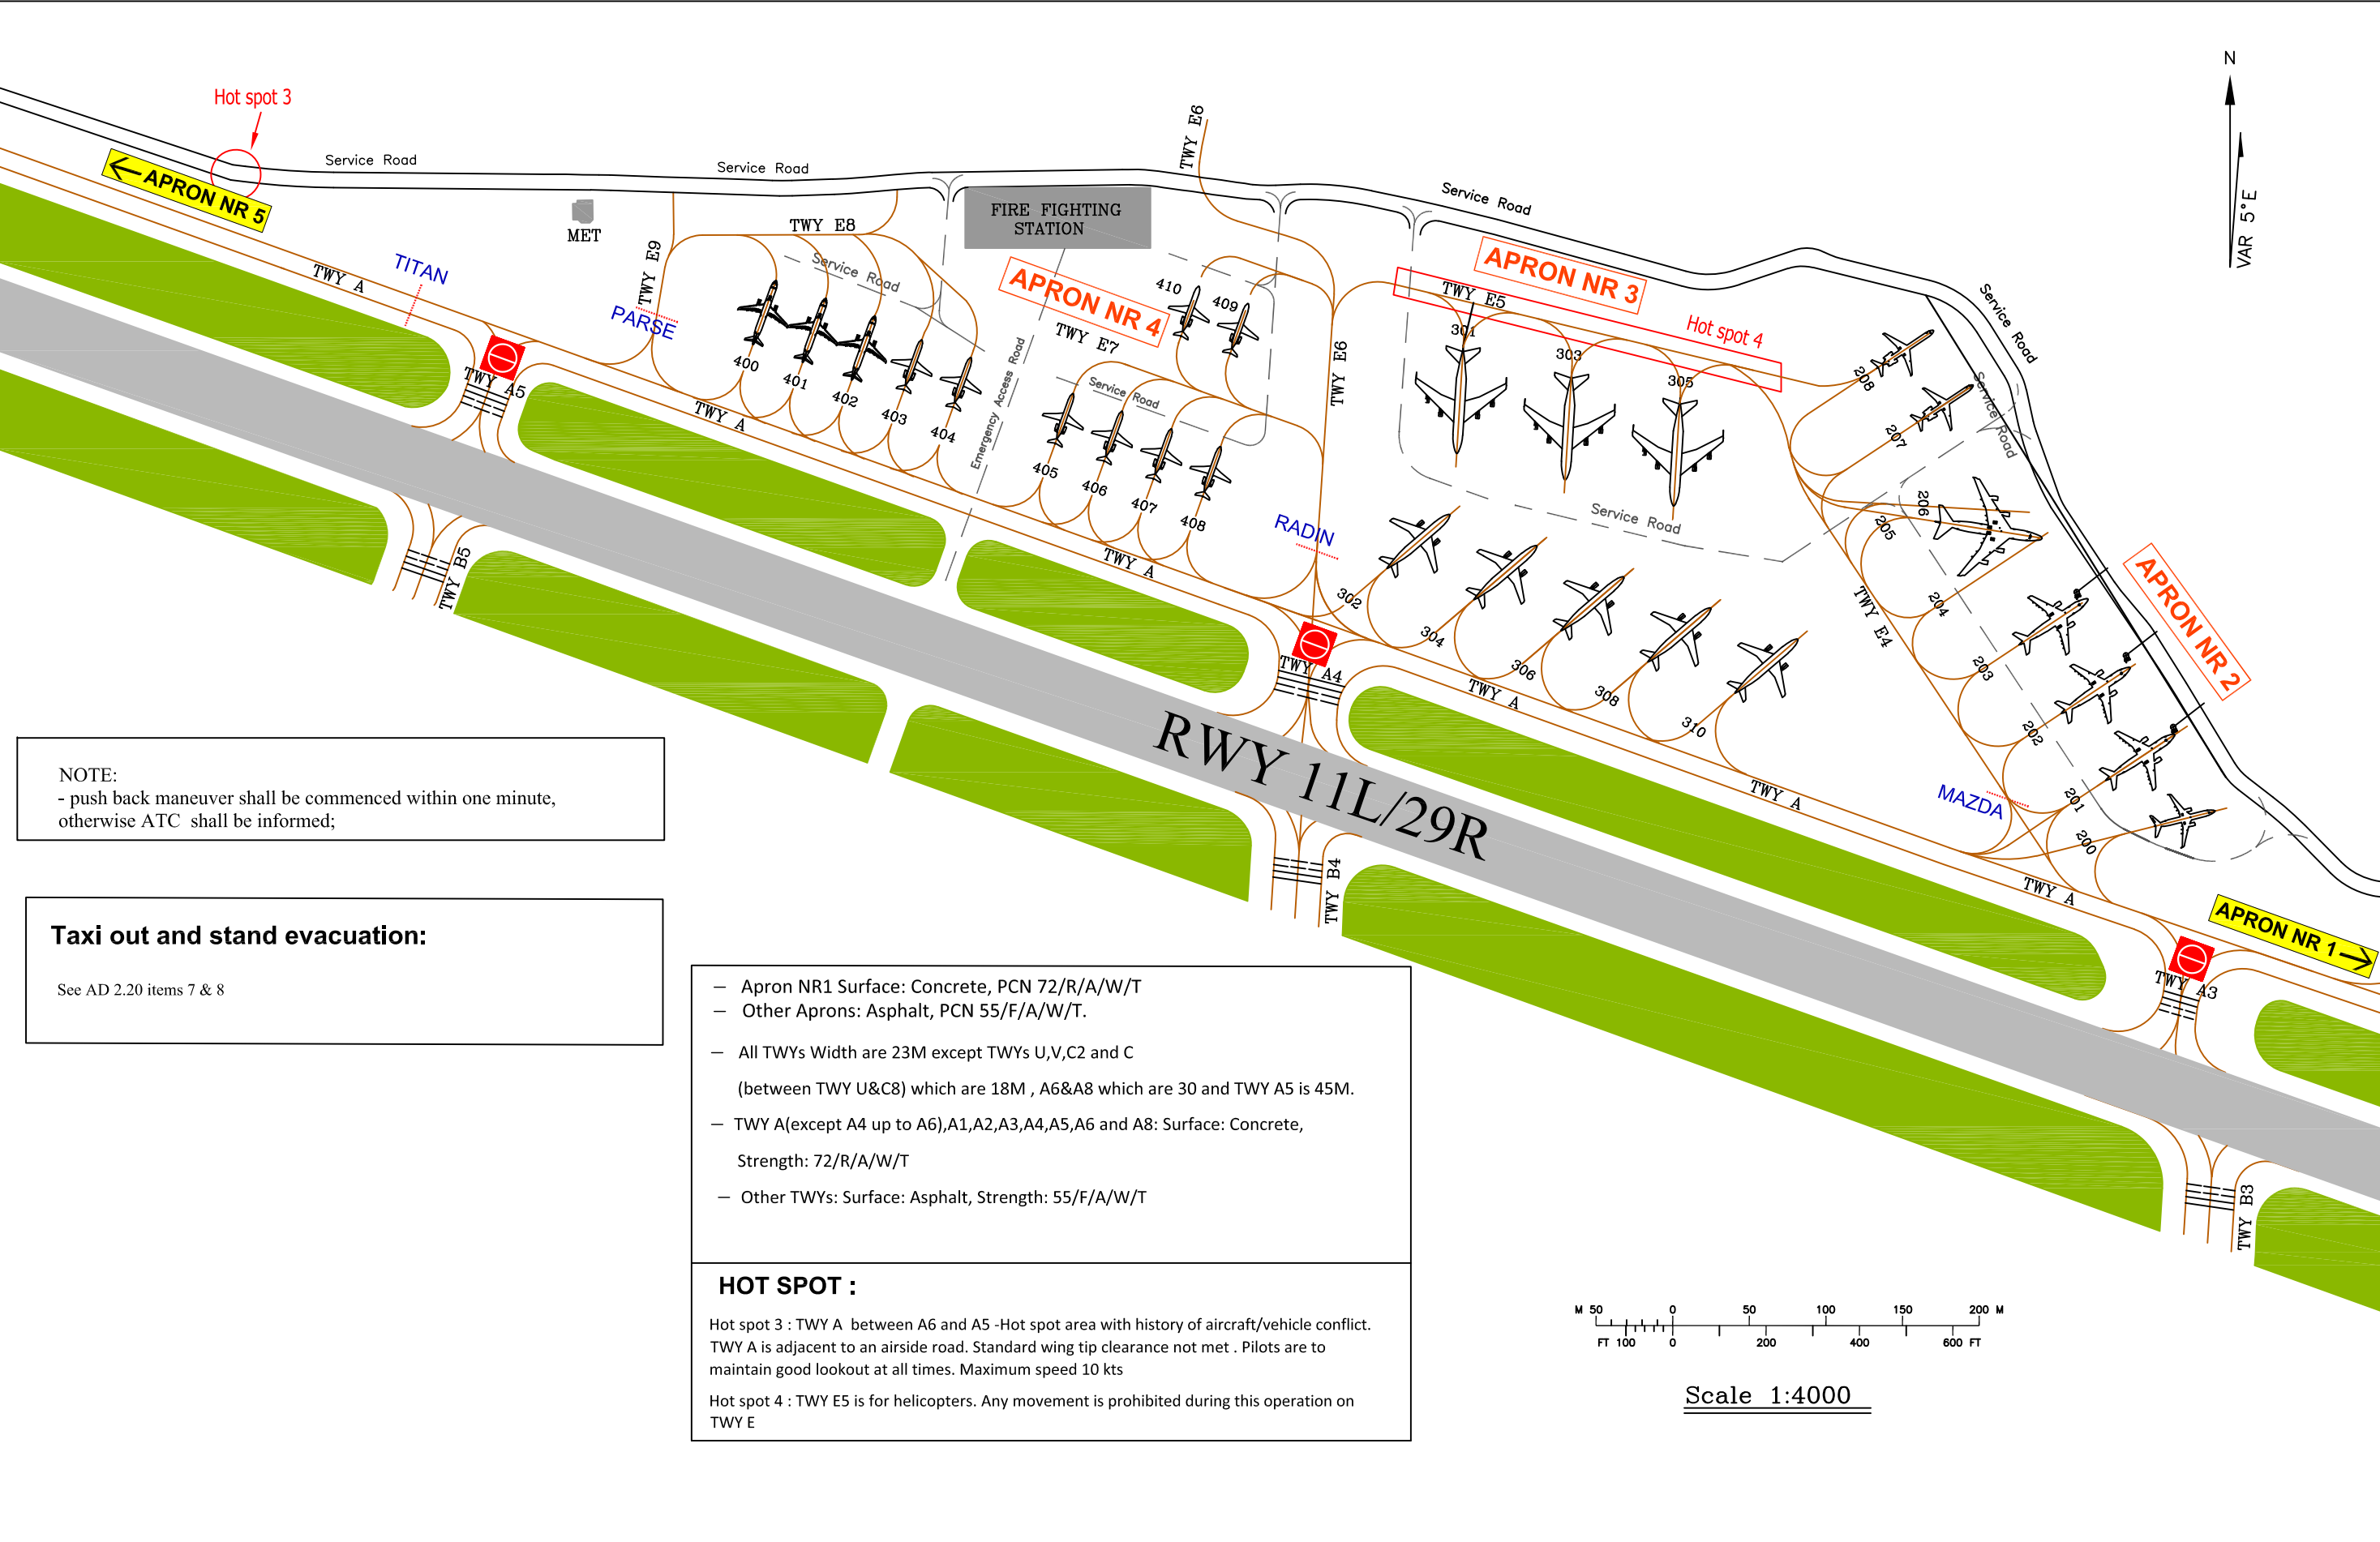 N
VAR 5°E
Hot spot 3
APRON NR 5
Service Road
Service Road
Service Road
Service Road
MET
FIRE FIGHTING
STATION
TWY E6
TWY E8
TWY E9
Service Road
TITAN
TWY A
PARSE
APRON NR 4
TWY E7
410
409
APRON NR 3
TWY E5
Hot spot 4
301
303
305
TWY E6
208
207
206
205
204
203
202
201
200
Service Road
TWY A5
400
401
402
403
404
TWY A
Emergency Access Road
Service Road
405
406
407
408
RADIN
Service Road
TWY B5
TWY A
302
304
306
308
310
TWY E4
APRON NR 2
TWY A4
TWY A
RWY 11L/29R
TWY A
MAZDA
TWY B4
TWY A
APRON NR 1
TWY A3
TWY B3
NOTE:
- push back maneuver shall be commenced within one minute,
otherwise ATC shall be informed;
Taxi out and stand evacuation:
See AD 2.20 items 7 & 8
– Apron NR1 Surface: Concrete, PCN 72/R/A/W/T
– Other Aprons: Asphalt, PCN 55/F/A/W/T.
– All TWYs Width are 23M except TWYs U,V,C2 and C
(between TWY U&C8) which are 18M , A6&A8 which are 30 and TWY A5 is 45M.
– TWY A(except A4 up to A6),A1,A2,A3,A4,A5,A6 and A8: Surface: Concrete,
Strength: 72/R/A/W/T
– Other TWYs: Surface: Asphalt, Strength: 55/F/A/W/T
HOT SPOT :
Hot spot 3 : TWY A between A6 and A5 -Hot spot area with history of aircraft/vehicle conflict.
TWY A is adjacent to an airside road. Standard wing tip clearance not met . Pilots are to
maintain good lookout at all times. Maximum speed 10 kts
Hot spot 4 : TWY E5 is for helicopters. Any movement is prohibited during this operation on
TWY E
M 50 0 50 100 150 200 M
FT 100 0 200 400 600 FT
Scale 1:4000